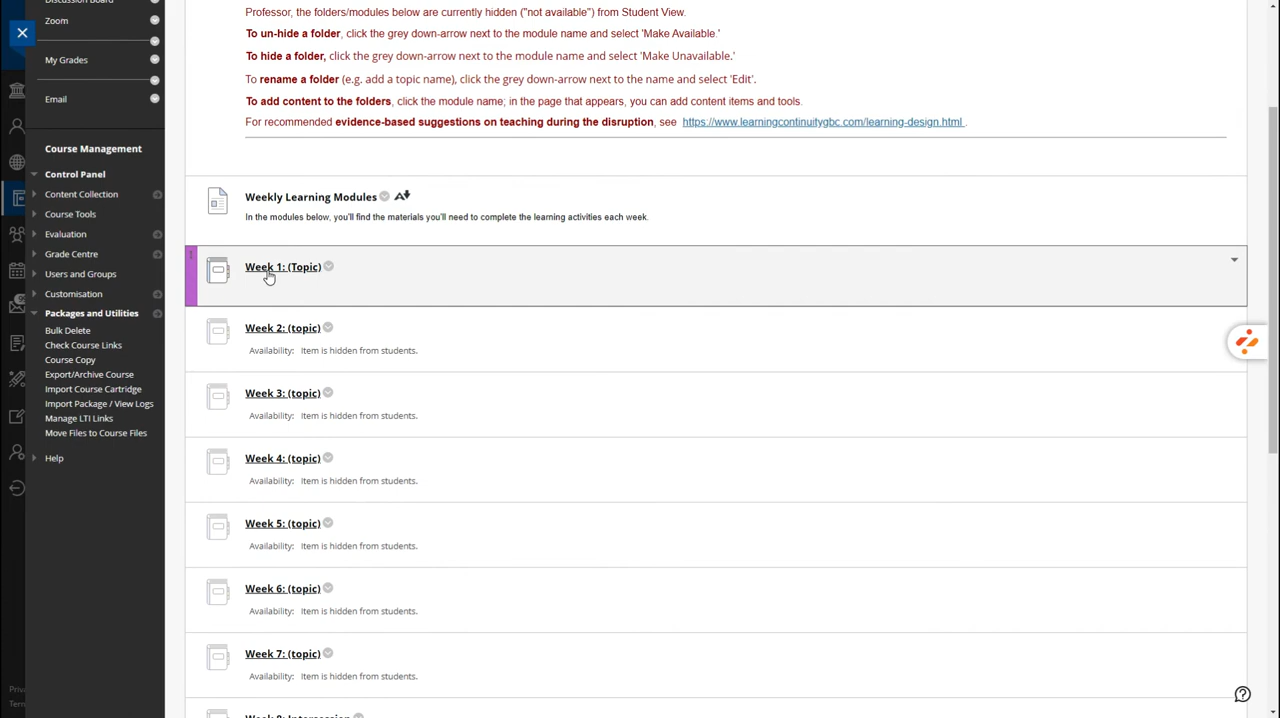 Discussion Board
Zoom
My Grades
Email
Course Management
Control Panel
Content Collection
Course Tools
Evaluation
Grade Centre
Users and Groups
Customisation
Packages and Utilities
Bulk Delete
Check Course Links
Course Copy
Export/Archive Course
Import Course Cartridge
Import Package / View Logs
Manage LTI Links
Move Files to Course Files
Help
Priv
Tern
Professor, the folders/modules below are currently hidden ("not available") from Student View.
To un-hide a folder, click the grey down-arrow next to the module name and select 'Make Available.'
To hide a folder, click the grey down-arrow next to the module name and select 'Make Unavailable.'
To rename a folder (e.g. add a topic name), click the grey down-arrow next to the name and select 'Edit'.
To add content to the folders, click the module name; in the page that appears, you can add content items and tools.
For recommended evidence-based suggestions on teaching during the disruption, see https://www.learningcontinuitygbc.com/learning-design.html .
Weekly Learning Modules
In the modules below, you'll find the materials you'll need to complete the learning activities each week.
Week 1: (Topic)
Week 2: (topic)
Availability: Item is hidden from students.
Week 3: (topic)
Availability: Item is hidden from students.
Week 4: (topic)
Availability: Item is hidden from students.
Week 5: (topic)
Availability: Item is hidden from students.
Week 6: (topic)
Availability: Item is hidden from students.
Week 7: (topic)
Availability: Item is hidden from students.
Week 8: Intersession